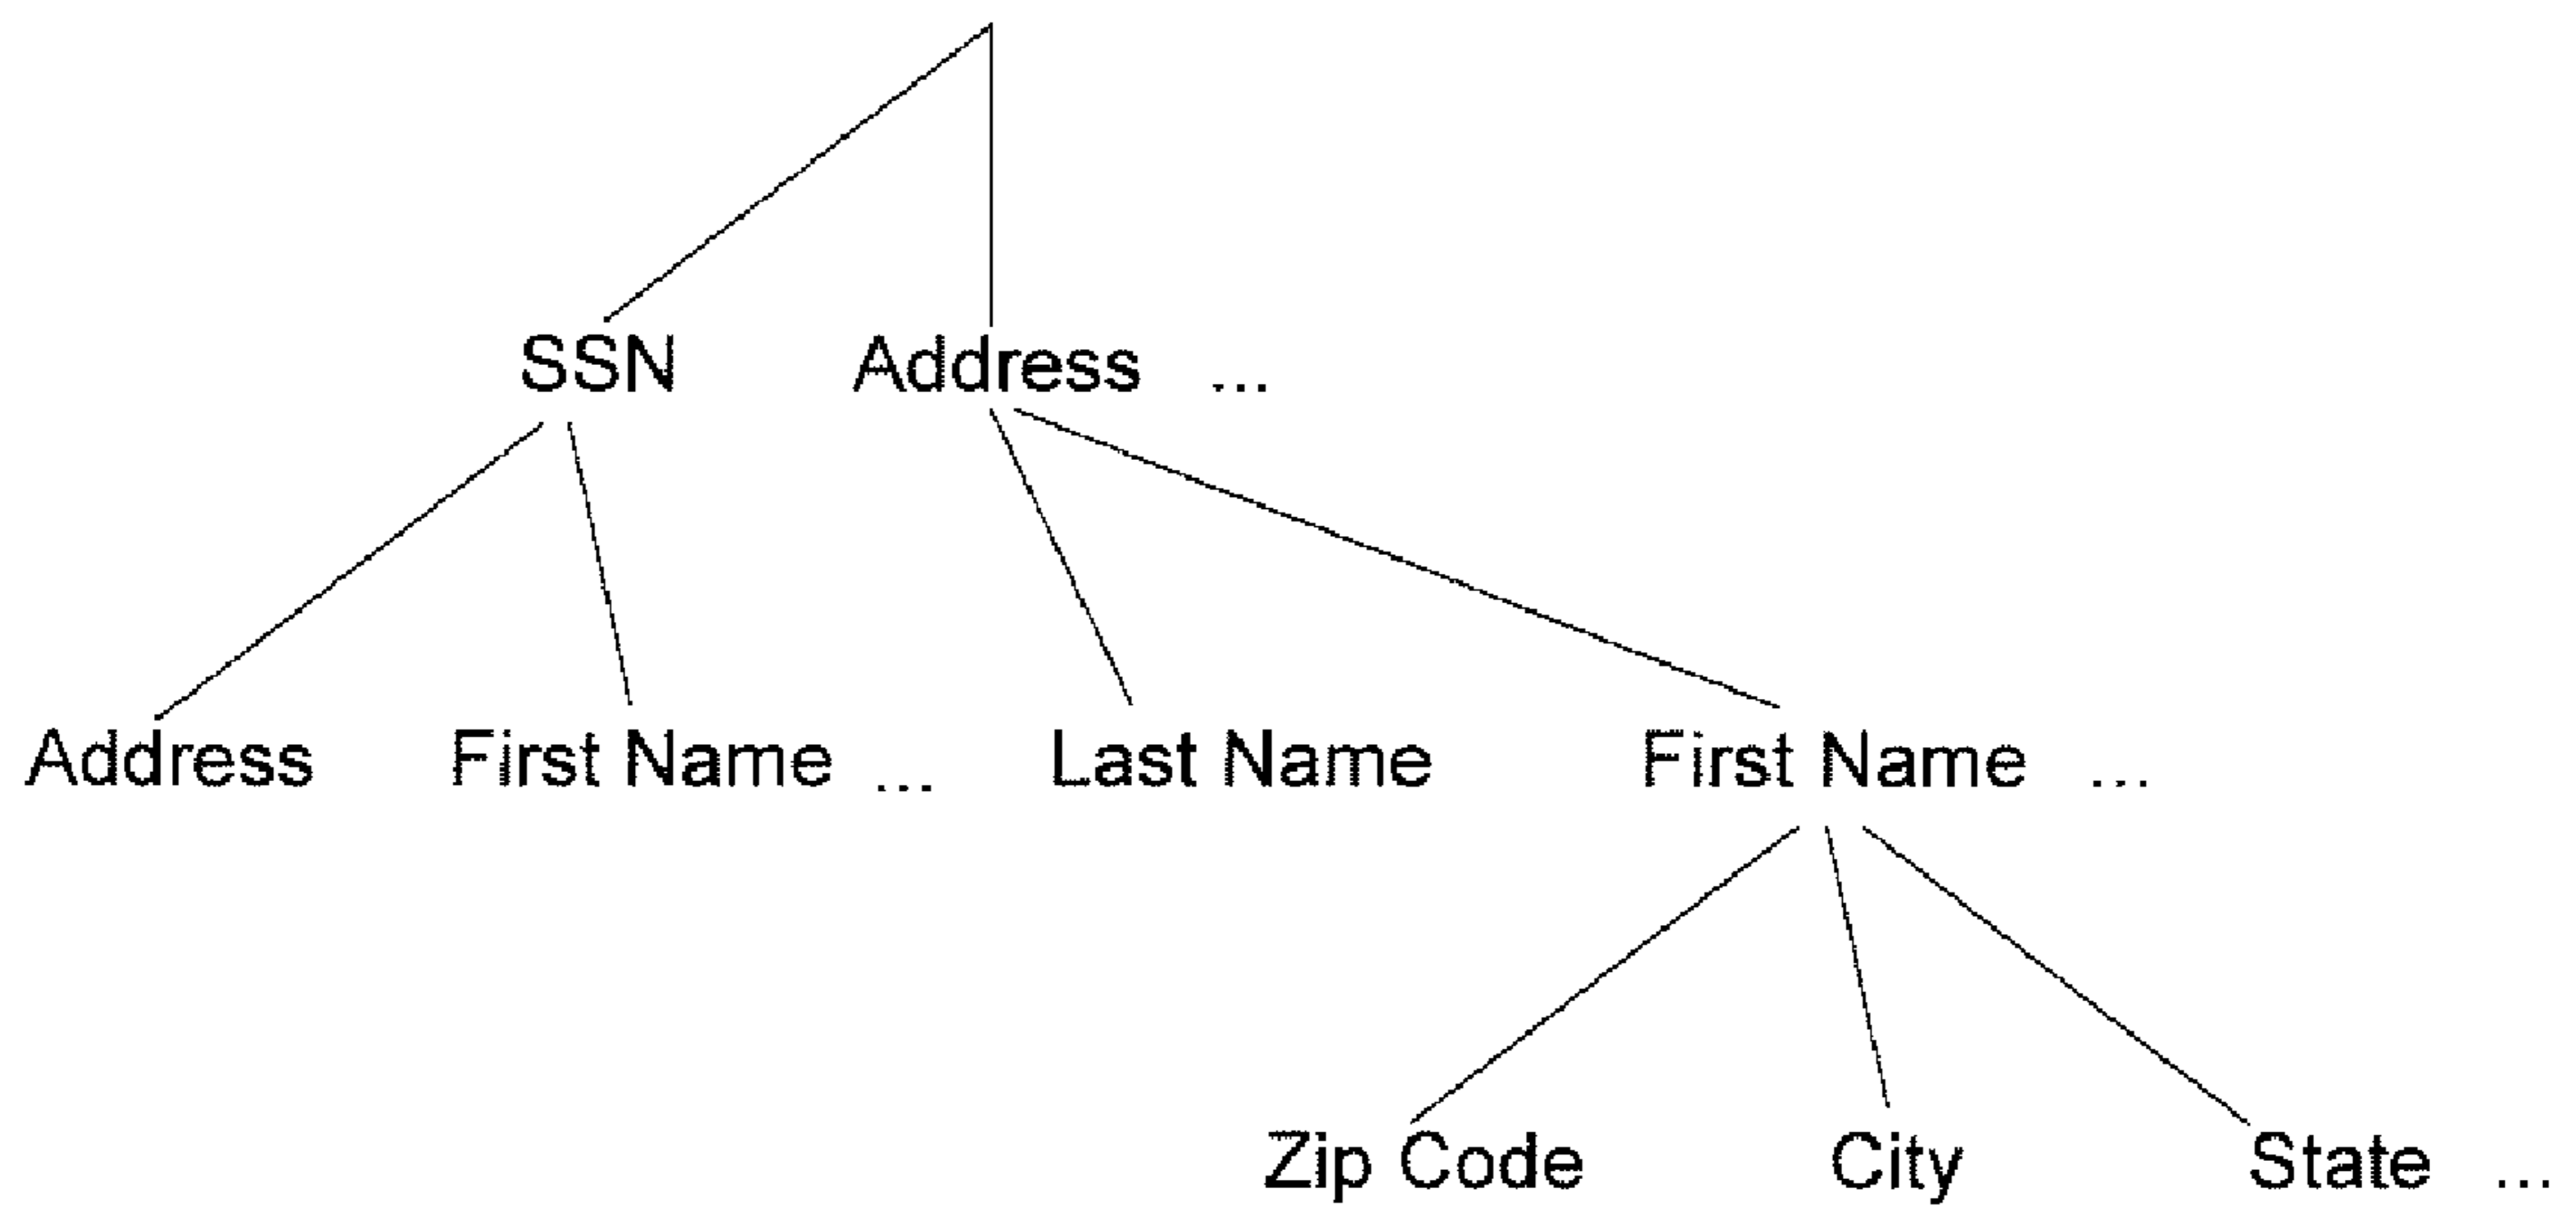 SSN Address ...
Address First Name ... Last Name First Name ...
Zip Code City State ...